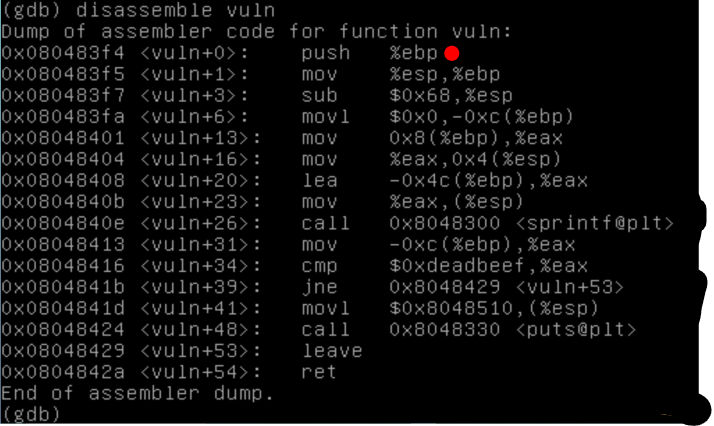 (gdb) disassemble vuln
Dump of assembler code for function vuln:
0x080483f4 <vuln+0>: push %ebp
0x080483f5 <vuln+1>: mov %esp,%ebp
0x080483f7 <vuln+3>: sub $0x68,%esp
0x080483fa <vuln+6>: movl $0x0,-0xc(%ebp)
0x08048401 <vuln+13>: mov 0x8(%ebp),%eax
0x08048404 <vuln+16>: mov %eax,0x4(%esp)
0x08048408 <vuln+20>: lea -0x4c(%ebp),%eax
0x0804840b <vuln+23>: mov %eax,(%esp)
0x0804840e <vuln+26>: call 0x8048300 <sprintf@plt>
0x08048413 <vuln+31>: mov -0xc(%ebp),%eax
0x08048416 <vuln+34>: cmp $0xdeadbeef,%eax
0x0804841b <vuln+39>: jne 0x8048429 <vuln+53>
0x0804841d <vuln+41>: movl $0x8048510,(%esp)
0x08048424 <vuln+48>: call 0x8048330 <puts@plt>
0x08048429 <vuln+53>: leave
0x0804842a <vuln+54>: ret
End of assembler dump.
(gdb)